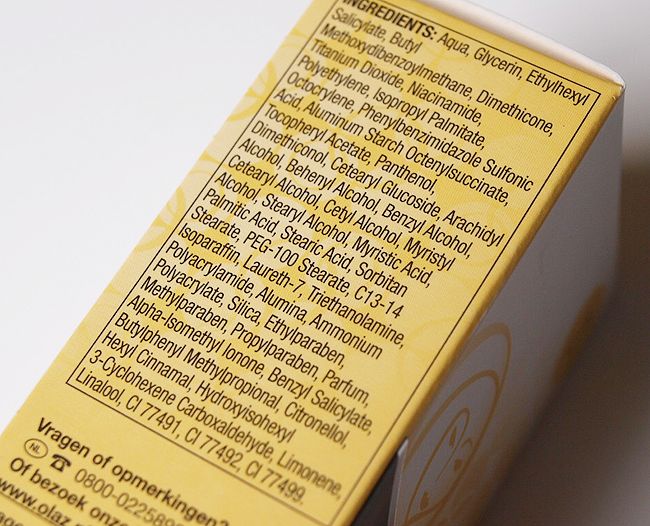 INGREDIENTS: Aqua, Glycerin, Ethylhexyl
Salicylate, Butyl
Methoxydibenzoylmethane, Dimethicone,
Titanium Dioxide, Niacinamide,
Polyethylene, Isopropyl Palmitate,
Octocrylene, Phenylbenzimidazole Sulfonic
Acid, Aluminum Starch Octenylsuccinate,
Tocopheryl Acetate, Panthenol,
Dimethiconol, Cetearyl Glucoside, Arachidyl
Alcohol, Behenyl Alcohol, Benzyl Alcohol,
Cetearyl Alcohol, Cetyl Alcohol, Myristyl
Alcohol, Stearyl Alcohol, Myristic Acid,
Palmitic Acid, Stearic Acid, Sorbitan
Stearate, PEG-100 Stearate, C13-14
Isoparaffin, Laureth-7, Triethanolamine,
Polyacrylamide, Alumina, Ammonium
Polyacrylate, Silica, Ethylparaben,
Methylparaben, Propylparaben, Parfum,
Alpha-Isomethyl Ionone, Benzyl Salicylate,
Butylphenyl Methylpropional, Citronellol,
Hexyl Cinnamal, Hydroxyisohexyl
3-Cyclohexene Carboxaldehyde, Limonene,
Linalool, CI 77491, CI 77492, CI 77499.
Vragen of opmerkingen?
NL 0800-022589
Of bezoek onze
www.olaz.